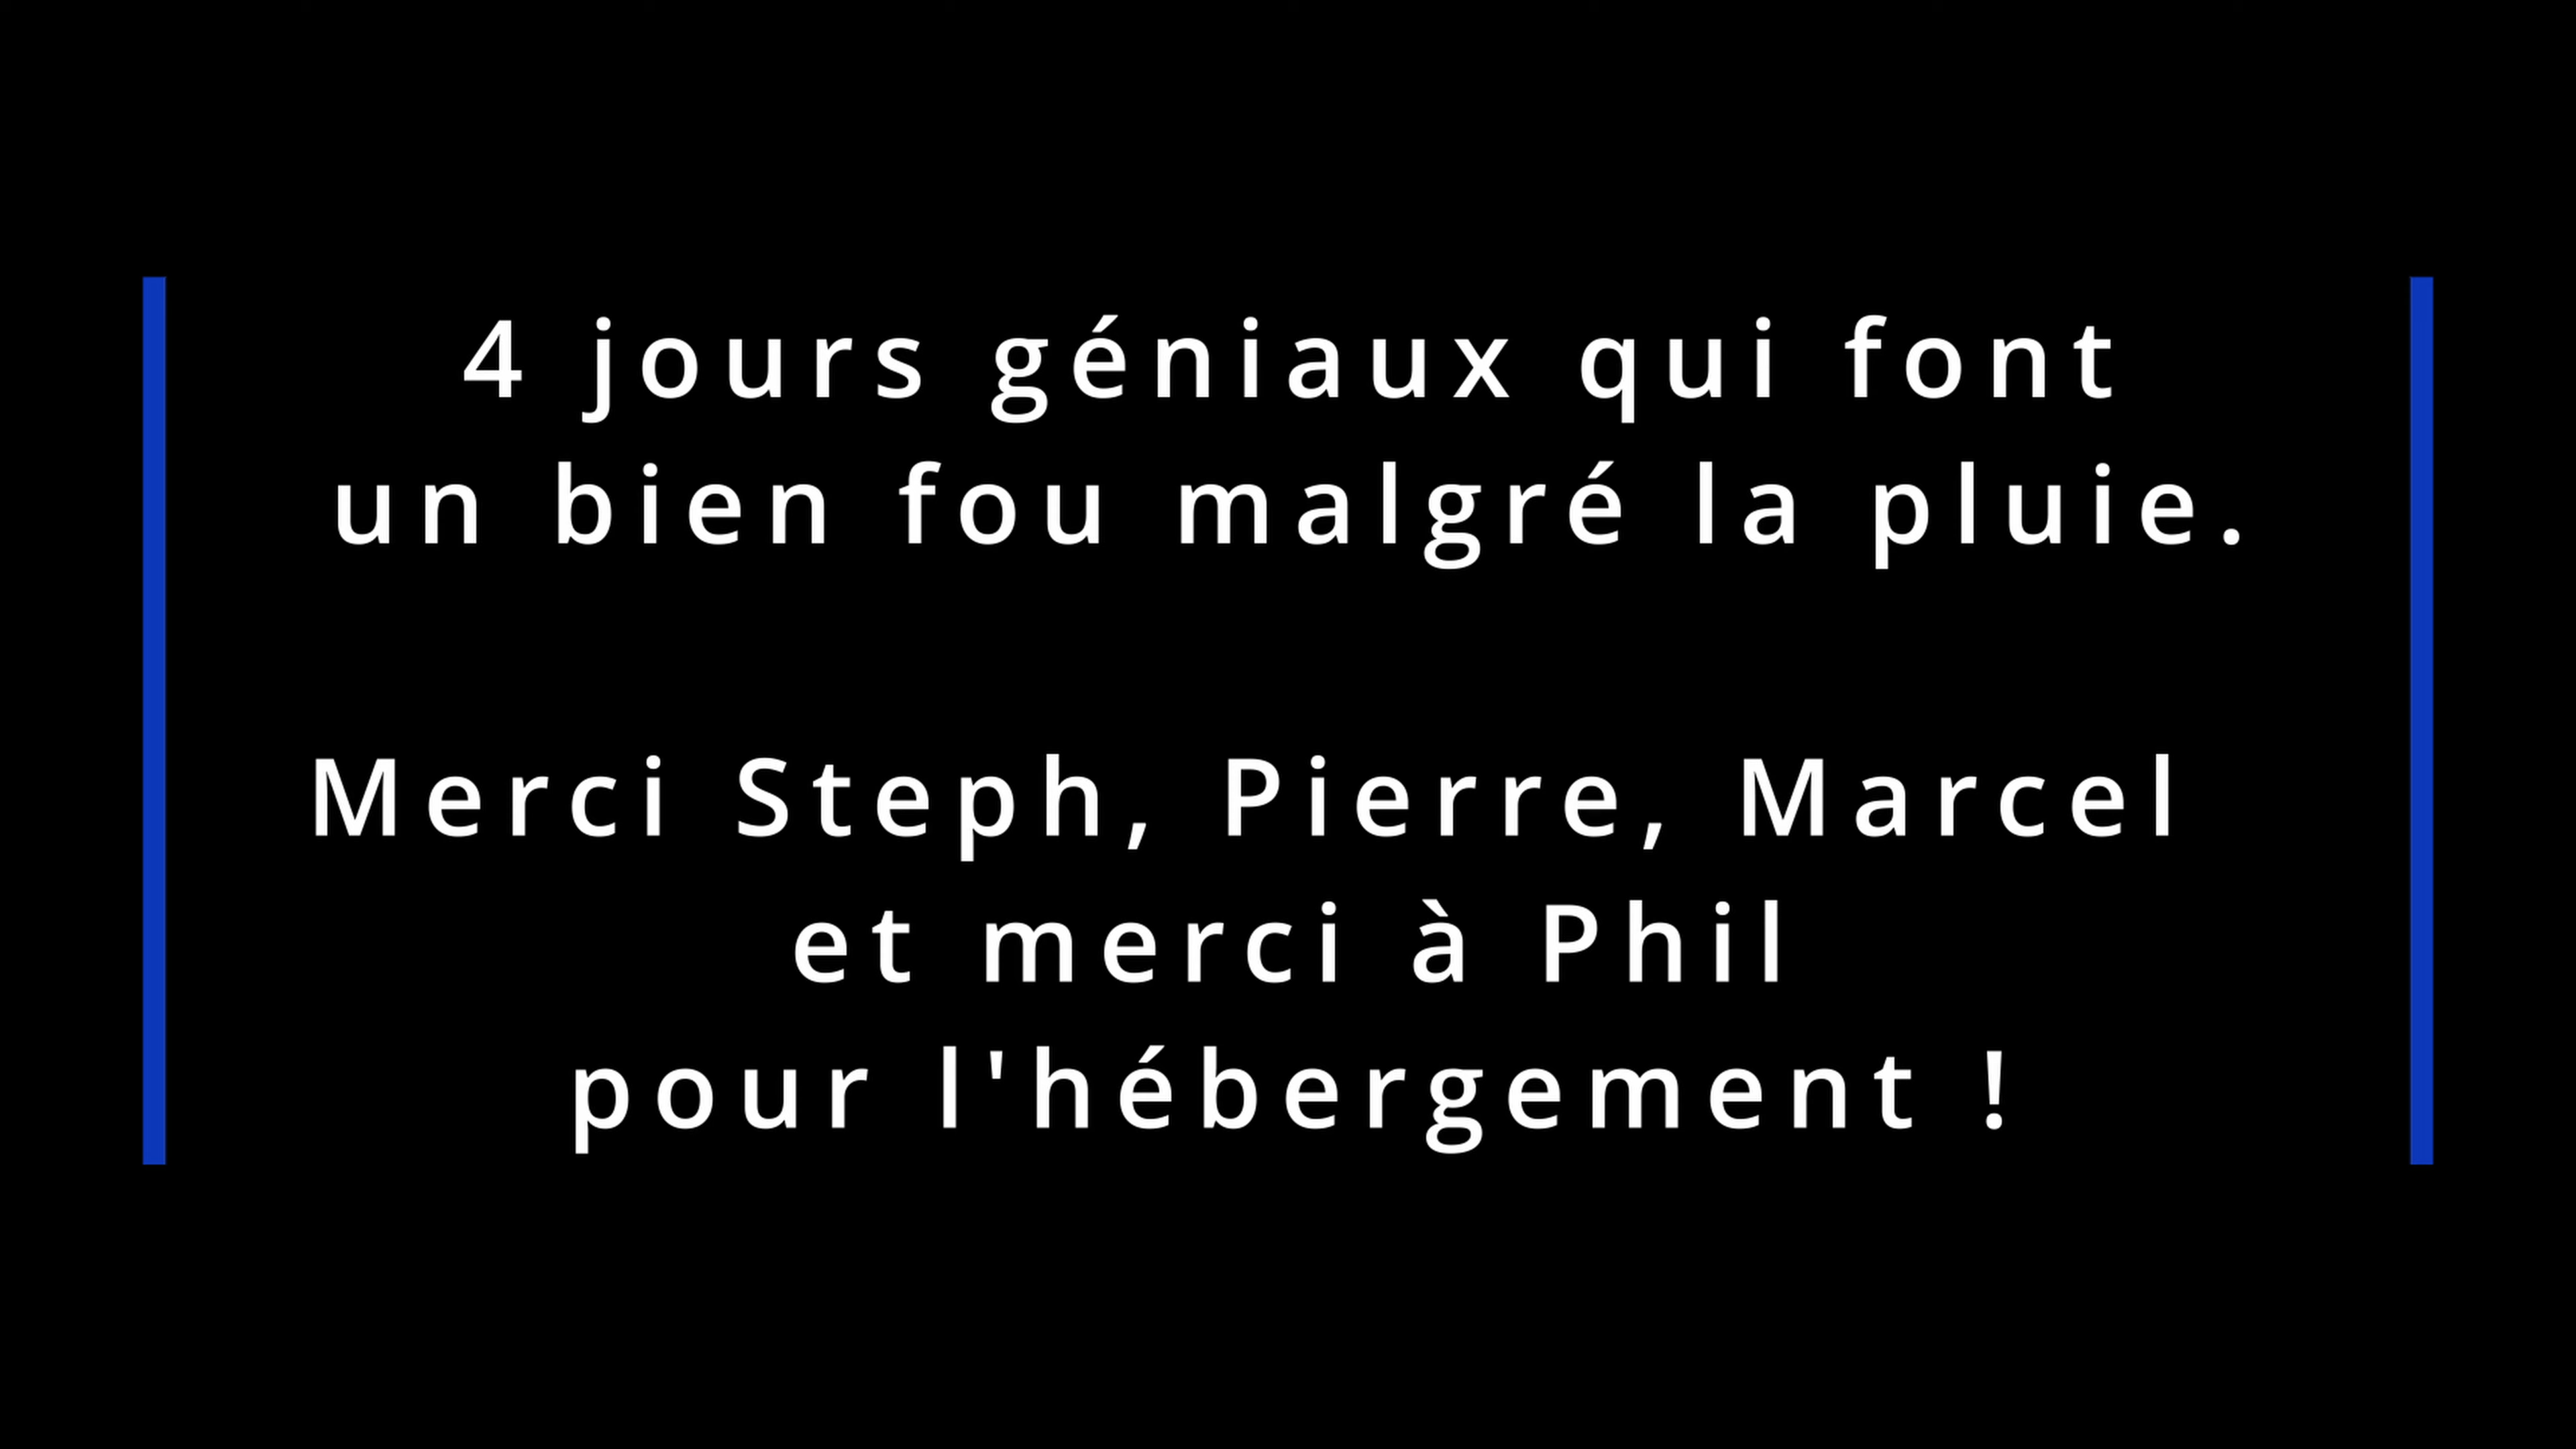 4 jours géniaux qui font
un bien fou malgré la pluie.
Merci Steph, Pierre, Marcel
et merci à Phil
pour l'hébergement !